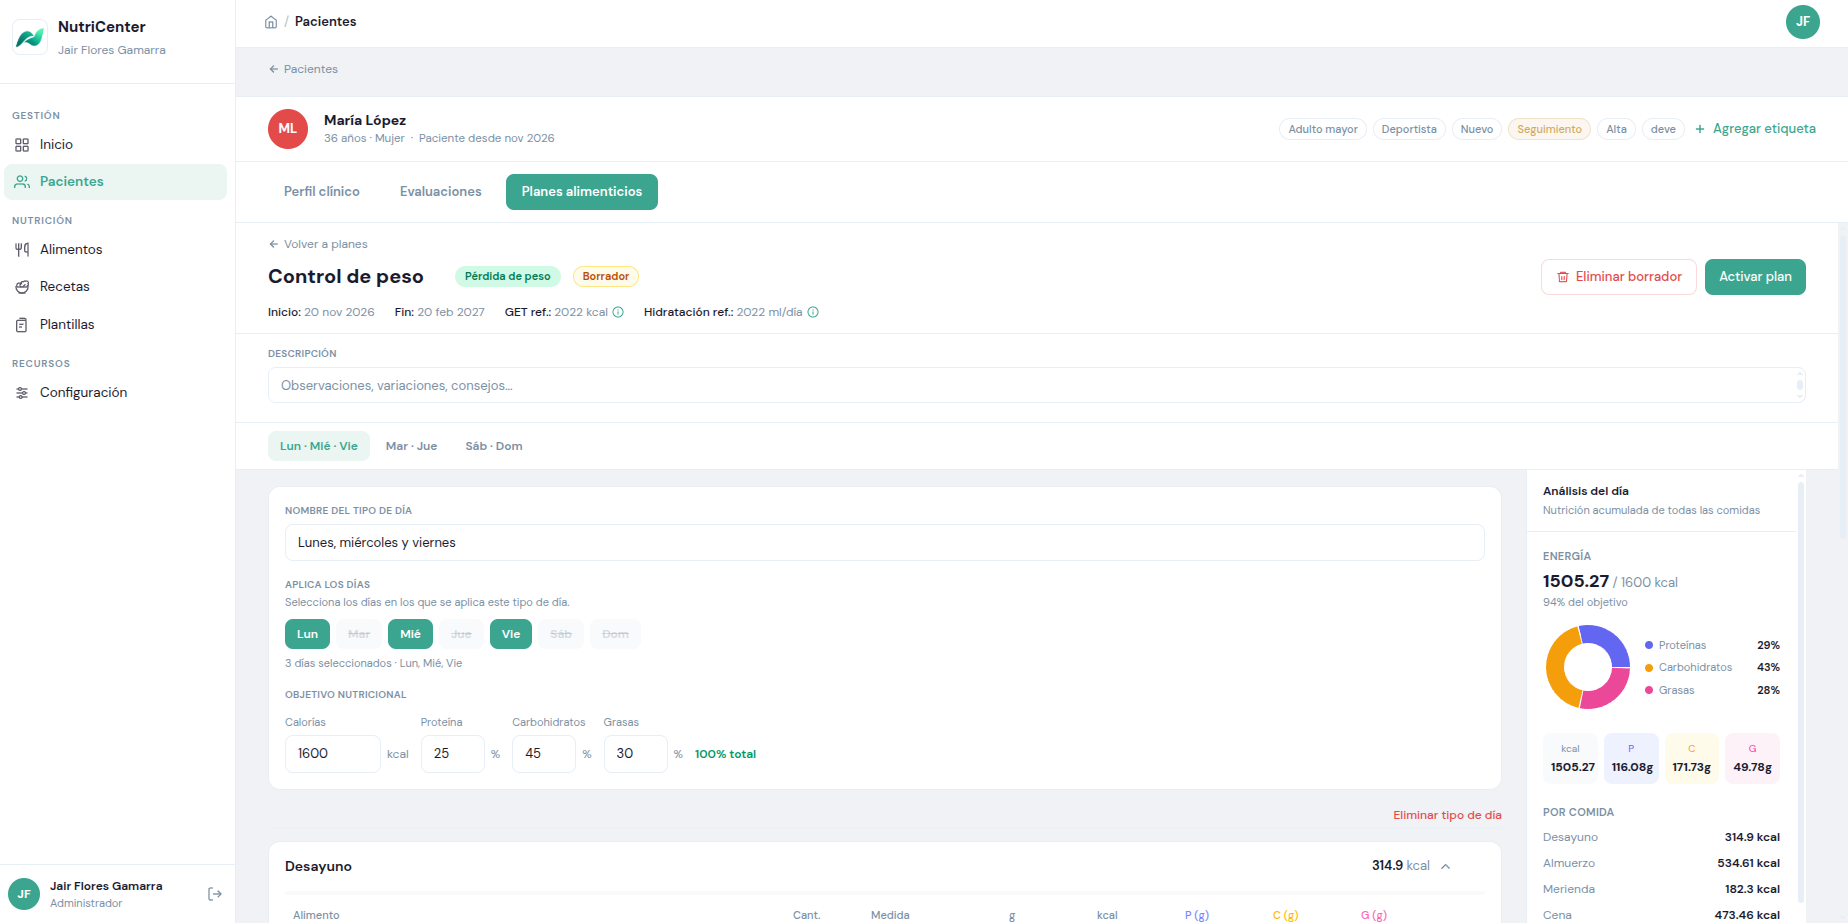 NutriCenter
Jair Flores Gamarra
GESTIÓN
Inicio
Pacientes
NUTRICIÓN
Alimentos
Recetas
Plantillas
RECURSOS
Configuración
JF
Jair Flores Gamarra
Administrador
/ Pacientes
JF
← Pacientes
ML
María López
36 años · Mujer · Paciente desde nov 2026
Adulto mayor
Deportista
Nuevo
Seguimiento
Alta
deve
+ Agregar etiqueta
Perfil clínico
Evaluaciones
Planes alimenticios
← Volver a planes
Control de peso
Pérdida de peso
Borrador
Eliminar borrador
Activar plan
Inicio: 20 nov 2026 Fin: 20 feb 2027 GET ref.: 2022 kcal Hidratación ref.: 2022 ml/día
DESCRIPCIÓN
Observaciones, variaciones, consejos...
Lun · Mié · Vie
Mar · Jue
Sáb · Dom
NOMBRE DEL TIPO DE DÍA
Lunes, miércoles y viernes
APLICA LOS DÍAS
Selecciona los días en los que se aplica este tipo de día.
Lun Mar Mié Jue Vie Sáb Dom
3 días seleccionados · Lun, Mié, Vie
OBJETIVO NUTRICIONAL
Calorías Proteína Carbohidratos Grasas
1600 kcal 25 % 45 % 30 % 100% total
Eliminar tipo de día
Desayuno
314.9 kcal
Alimento Cant. Medida g kcal P (g) C (g) G (g)
Análisis del día
Nutrición acumulada de todas las comidas
ENERGÍA
1505.27 / 1600 kcal
94% del objetivo
Proteínas 29%
Carbohidratos 43%
Grasas 28%
kcal P C G
1505.27 116.08g 171.73g 49.78g
POR COMIDA
Desayuno 314.9 kcal
Almuerzo 534.61 kcal
Merienda 182.3 kcal
Cena 473.46 kcal